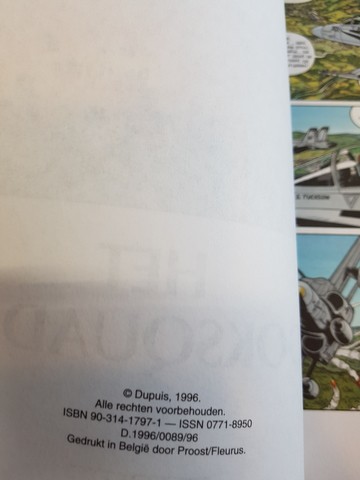 © Dupuis, 1996.
Alle rechten voorbehouden.
ISBN 90-314-1797-1 — ISSN 0771-8950
D.1996/0089/96
Gedrukt in België door Proost/Fleurus.
HET